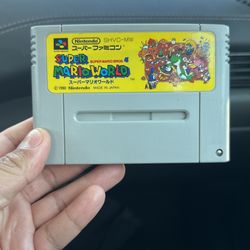 Nintendo SHVC-MW
スーパーファミコン
SUPER MARIO BROS. 4
SUPER
MARIO WORLD
スーパーマリオワールド
© 1990 Nintendo MADE IN JAPAN